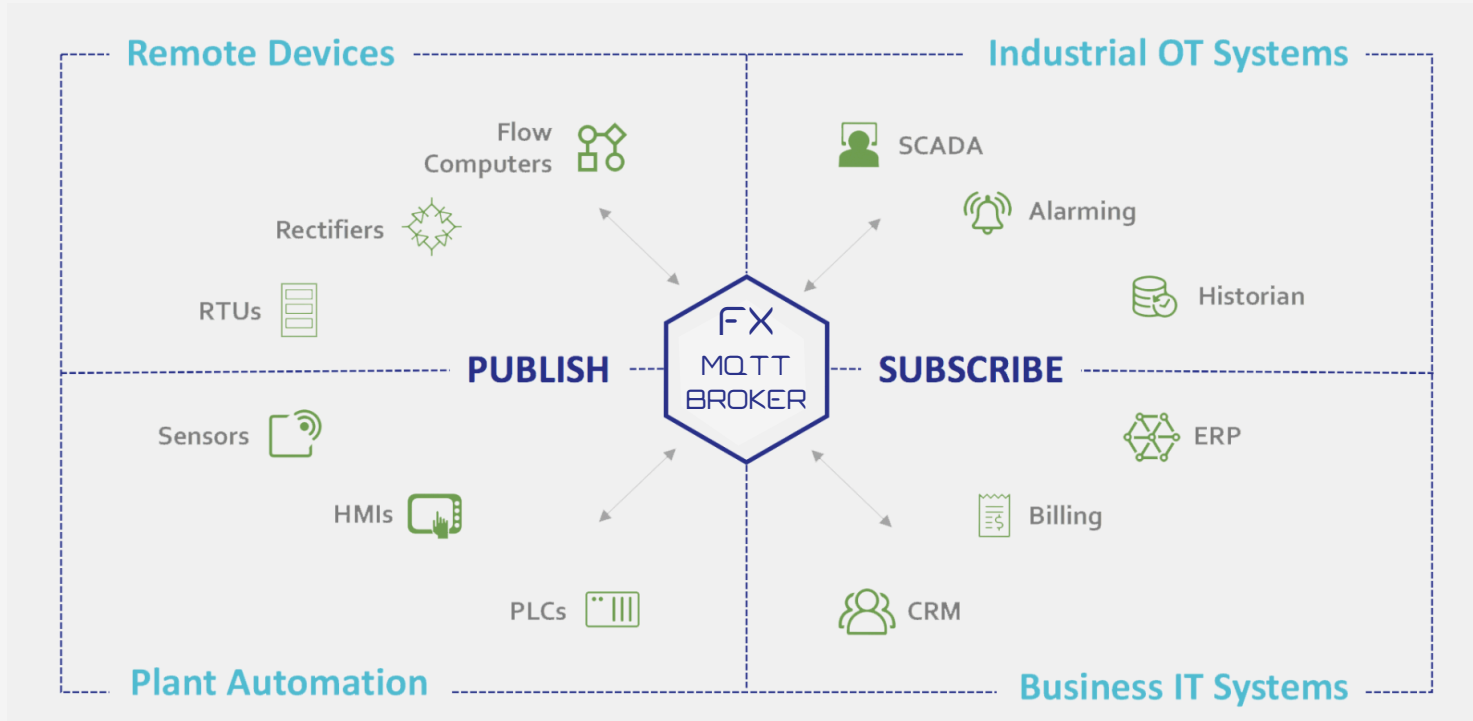 Remote Devices
Industrial OT Systems
Flow
Computers
SCADA
Rectifiers
Alarming
RTUs
Historian
PUBLISH
FX
MQTT
BROKER
SUBSCRIBE
Sensors
ERP
HMIs
Billing
PLCs
CRM
Plant Automation
Business IT Systems